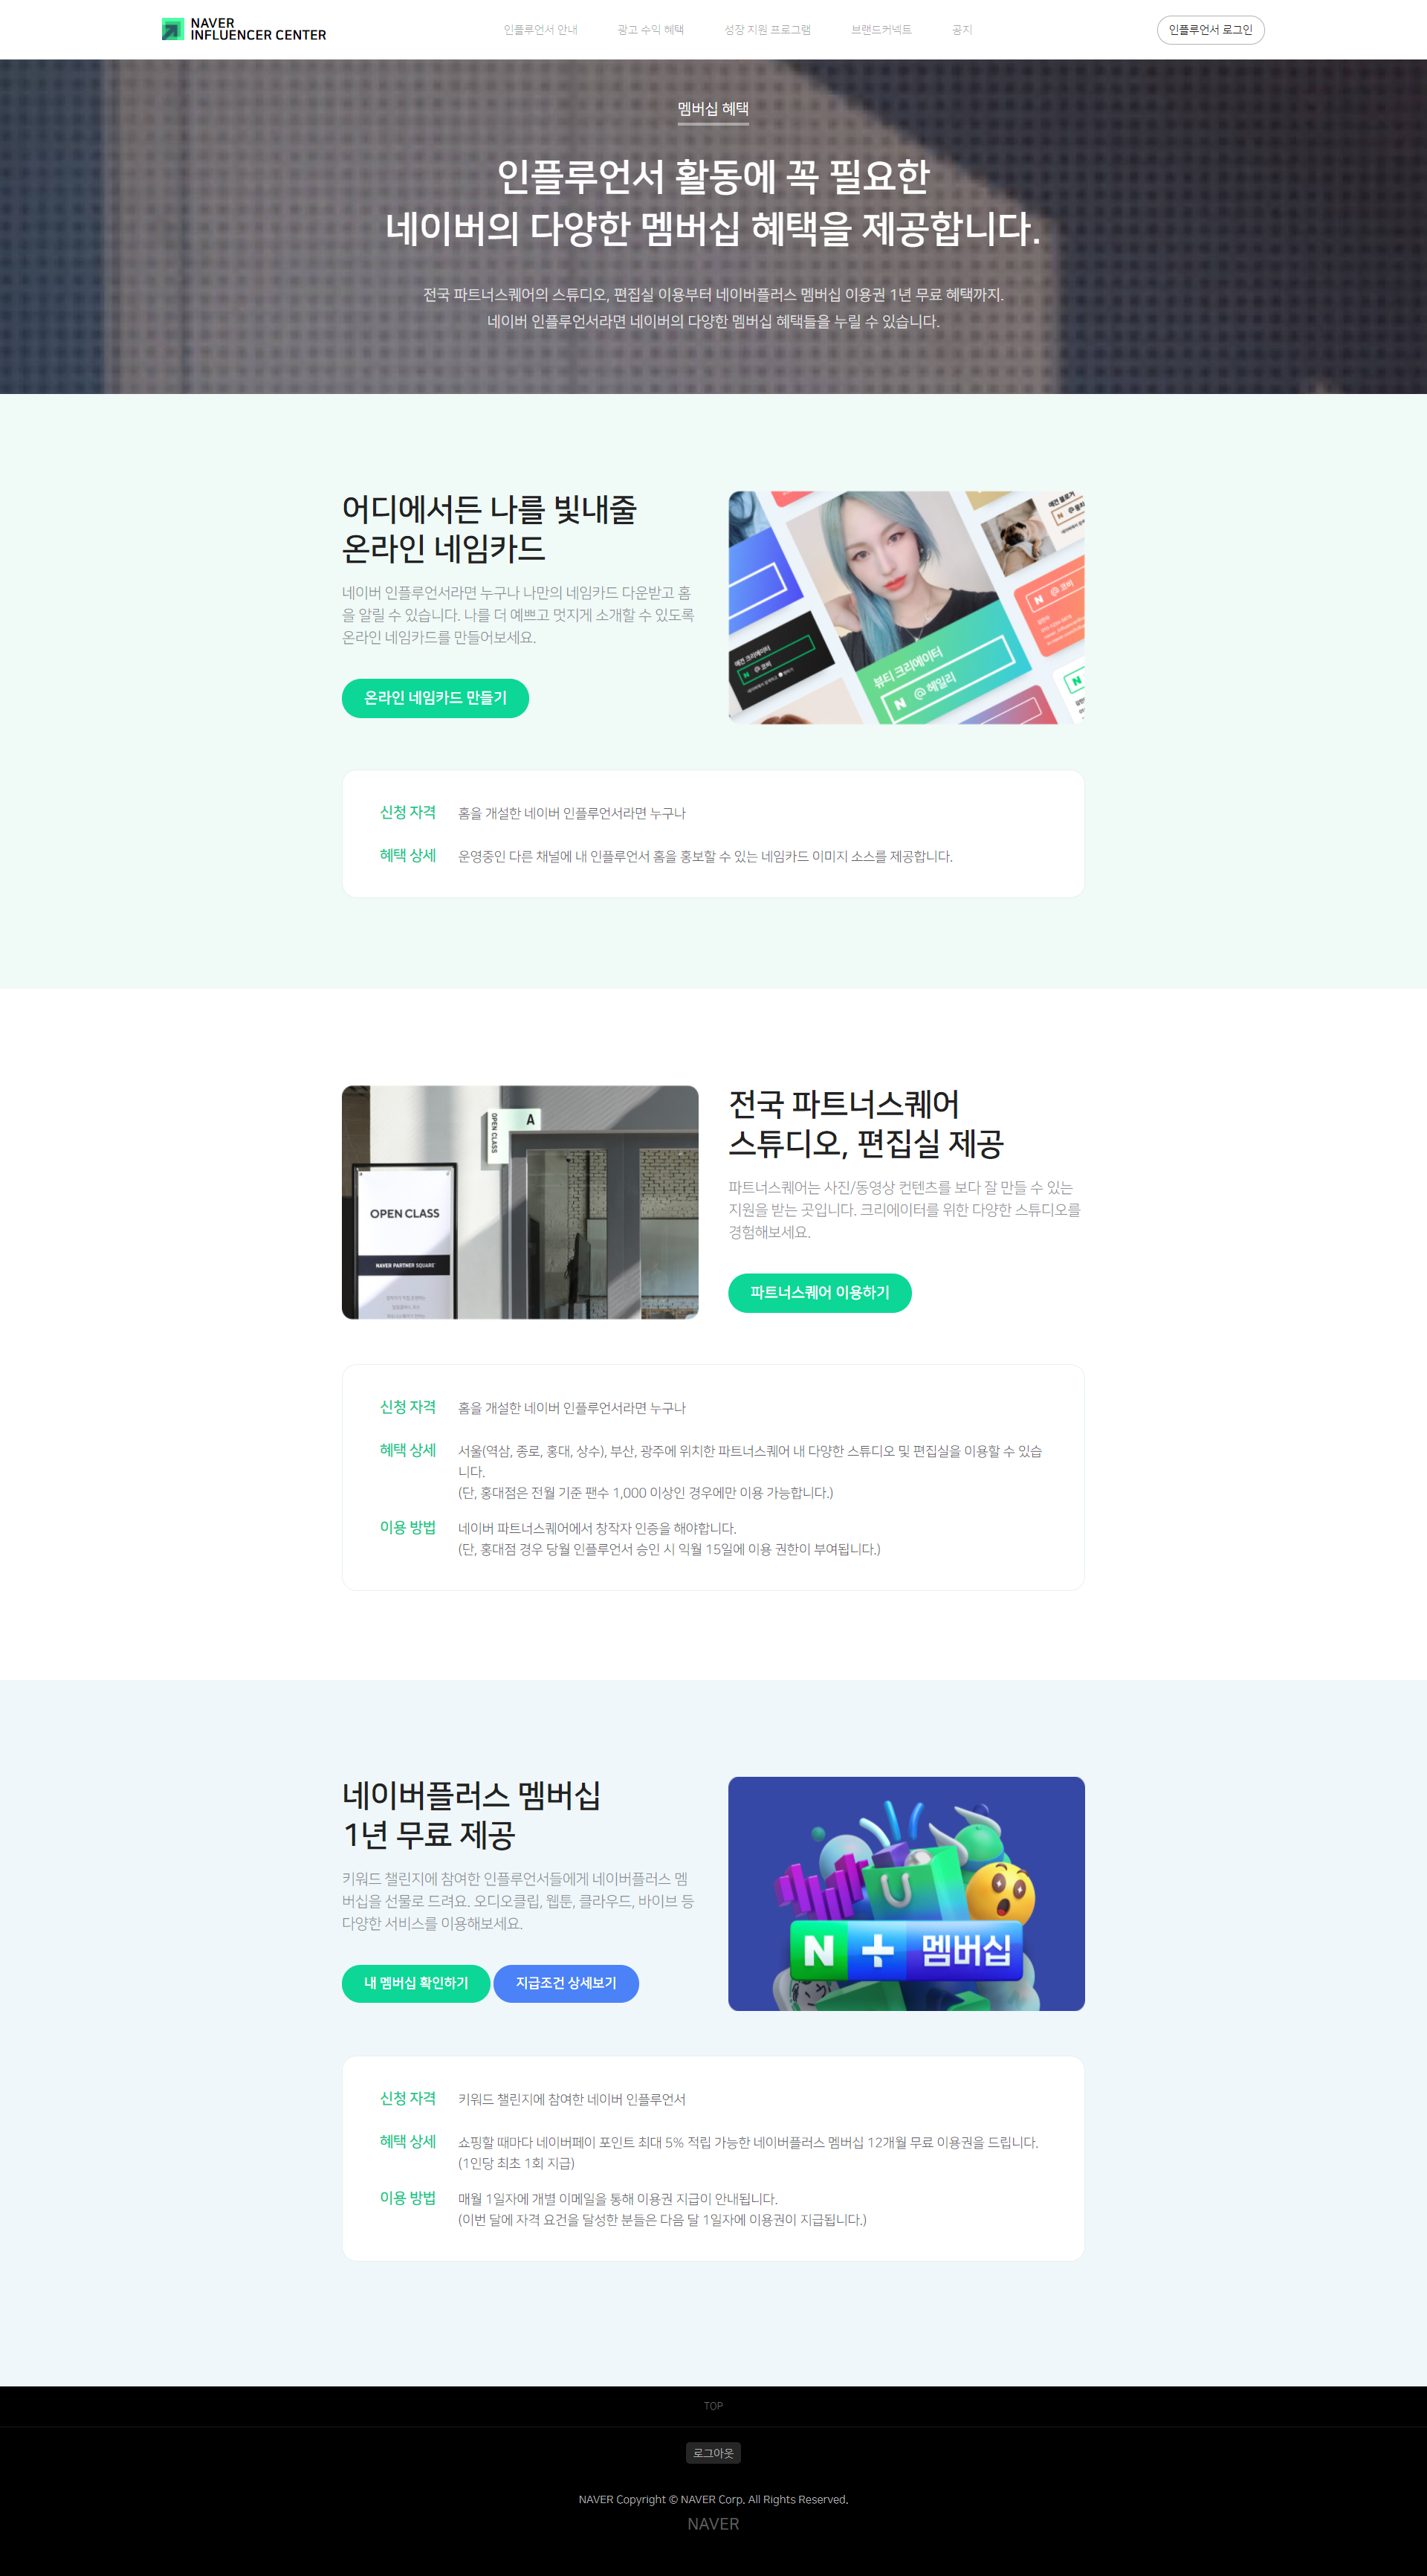 NAVER
INFLUENCER CENTER
인플루언서 안내
광고 수익 혜택
성장 지원 프로그램
브랜드커넥트
공지
인플루언서 로그인
멤버십 혜택
인플루언서 활동에 꼭 필요한
네이버의 다양한 멤버십 혜택을 제공합니다.
전국 파트너스퀘어의 스튜디오, 편집실 이용부터 네이버플러스 멤버십 이용권 1년 무료 혜택까지.
네이버 인플루언서라면 네이버의 다양한 멤버십 혜택들을 누릴 수 있습니다.
어디에서든 나를 빛내줄
온라인 네임카드
네이버 인플루언서라면 누구나 나만의 네임카드 다운받고 홈
을 알릴 수 있습니다. 나를 더 예쁘고 멋지게 소개할 수 있도록
온라인 네임카드를 만들어보세요.
온라인 네임카드 만들기
뷰티 크리에이터
N @ 헤일리
신청 자격 홈을 개설한 네이버 인플루언서라면 누구나
혜택 상세 운영중인 다른 채널에 내 인플루언서 홈을 홍보할 수 있는 네임카드 이미지 소스를 제공합니다.
OPEN CLASS
A
OPEN CLASS
NAVER PARTNER SQUARE
전국 파트너스퀘어
스튜디오, 편집실 제공
파트너스퀘어는 사진/동영상 컨텐츠를 보다 잘 만들 수 있는
지원을 받는 곳입니다. 크리에이터를 위한 다양한 스튜디오를
경험해보세요.
파트너스퀘어 이용하기
신청 자격 홈을 개설한 네이버 인플루언서라면 누구나
혜택 상세 서울(역삼, 종로, 홍대, 상수), 부산, 광주에 위치한 파트너스퀘어 내 다양한 스튜디오 및 편집실을 이용할 수 있습
니다.
(단, 홍대점은 전월 기준 팬수 1,000 이상인 경우에만 이용 가능합니다.)
이용 방법 네이버 파트너스퀘어에서 창작자 인증을 해야합니다.
(단, 홍대점 경우 당월 인플루언서 승인 시 익월 15일에 이용 권한이 부여됩니다.)
네이버플러스 멤버십
1년 무료 제공
키워드 챌린지에 참여한 인플루언서들에게 네이버플러스 멤
버십을 선물로 드려요. 오디오클립, 웹툰, 클라우드, 바이브 등
다양한 서비스를 이용해보세요.
내 멤버십 확인하기
지급조건 상세보기
N + 멤버십
신청 자격 키워드 챌린지에 참여한 네이버 인플루언서
혜택 상세 쇼핑할 때마다 네이버페이 포인트 최대 5% 적립 가능한 네이버플러스 멤버십 12개월 무료 이용권을 드립니다.
(1인당 최초 1회 지급)
이용 방법 매월 1일자에 개별 이메일을 통해 이용권 지급이 안내됩니다.
(이번 달에 자격 요건을 달성한 분들은 다음 달 1일자에 이용권이 지급됩니다.)
TOP
로그아웃
NAVER Copyright © NAVER Corp. All Rights Reserved.
NAVER